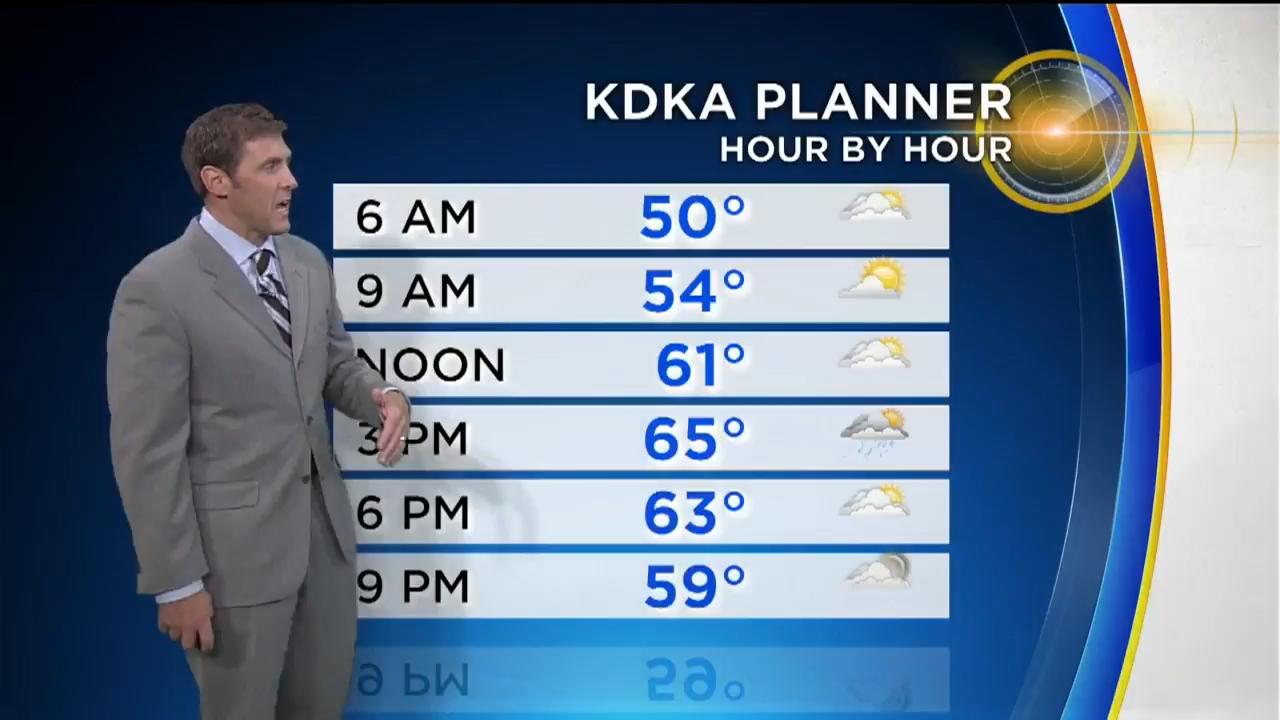 KDKA PLANNER
HOUR BY HOUR
6 AM 50°
9 AM 54°
NOON 61°
3 PM 65°
6 PM 63°
9 PM 59°